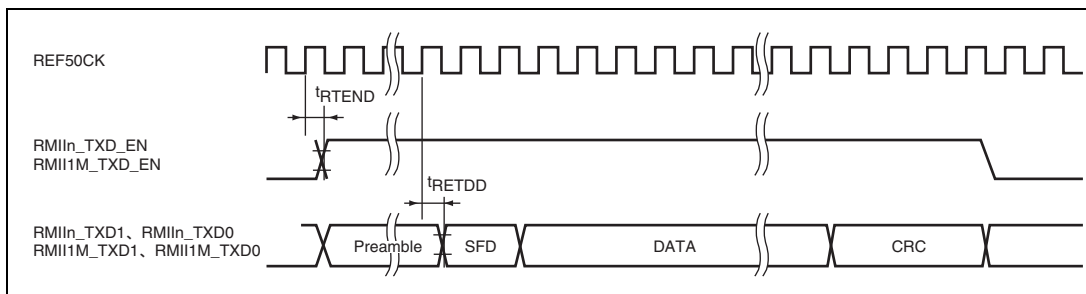 REF50CK
tRTEND
RMIIn_TXD_EN
RMII1M_TXD_EN
tRETDD
RMIIn_TXD1、RMIIn_TXD0
RMII1M_TXD1、RMII1M_TXD0
Preamble
SFD
DATA
CRC